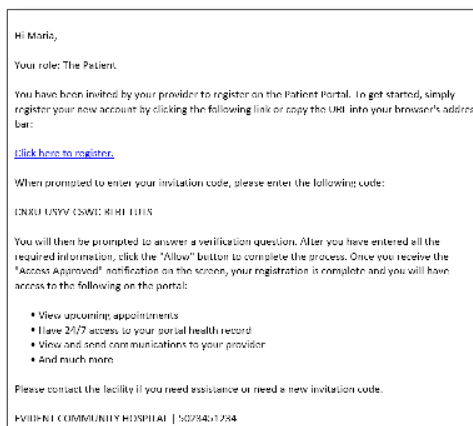 Hi Maria,
Your role: The Patient
You have been invited by your provider to register on the Patient Portal. To get started, simply
register your new account by clicking the following link or copy the URL into your browser's addre
bar:
Click here to register.
When prompted to enter your invitation code, please enter the following code:
You will then be prompted to answer a verification question. After you have entered all the
required information, click the "Allow" button to complete the process. Once you receive the
"Access Approved" notification on the screen, your registration is complete and you will have
access to the following on the portal:
• View upcoming appointments
• Have 24/7 access to your portal health record
• View and send communications to your provider
• And much more
Please contact the facility if you need assistance or need a new invitation code.
EVIDENT COMMUNITY HOSPITAL | 5023451234